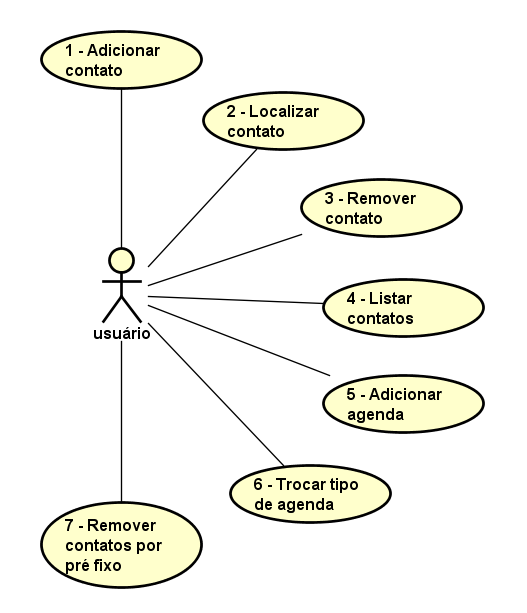 1 - Adicionar
contato
2 - Localizar
contato
3 - Remover
contato
4 - Listar
contatos
usuário
5 - Adicionar
agenda
6 - Trocar tipo
de agenda
7 - Remover
contatos por
pré fixo